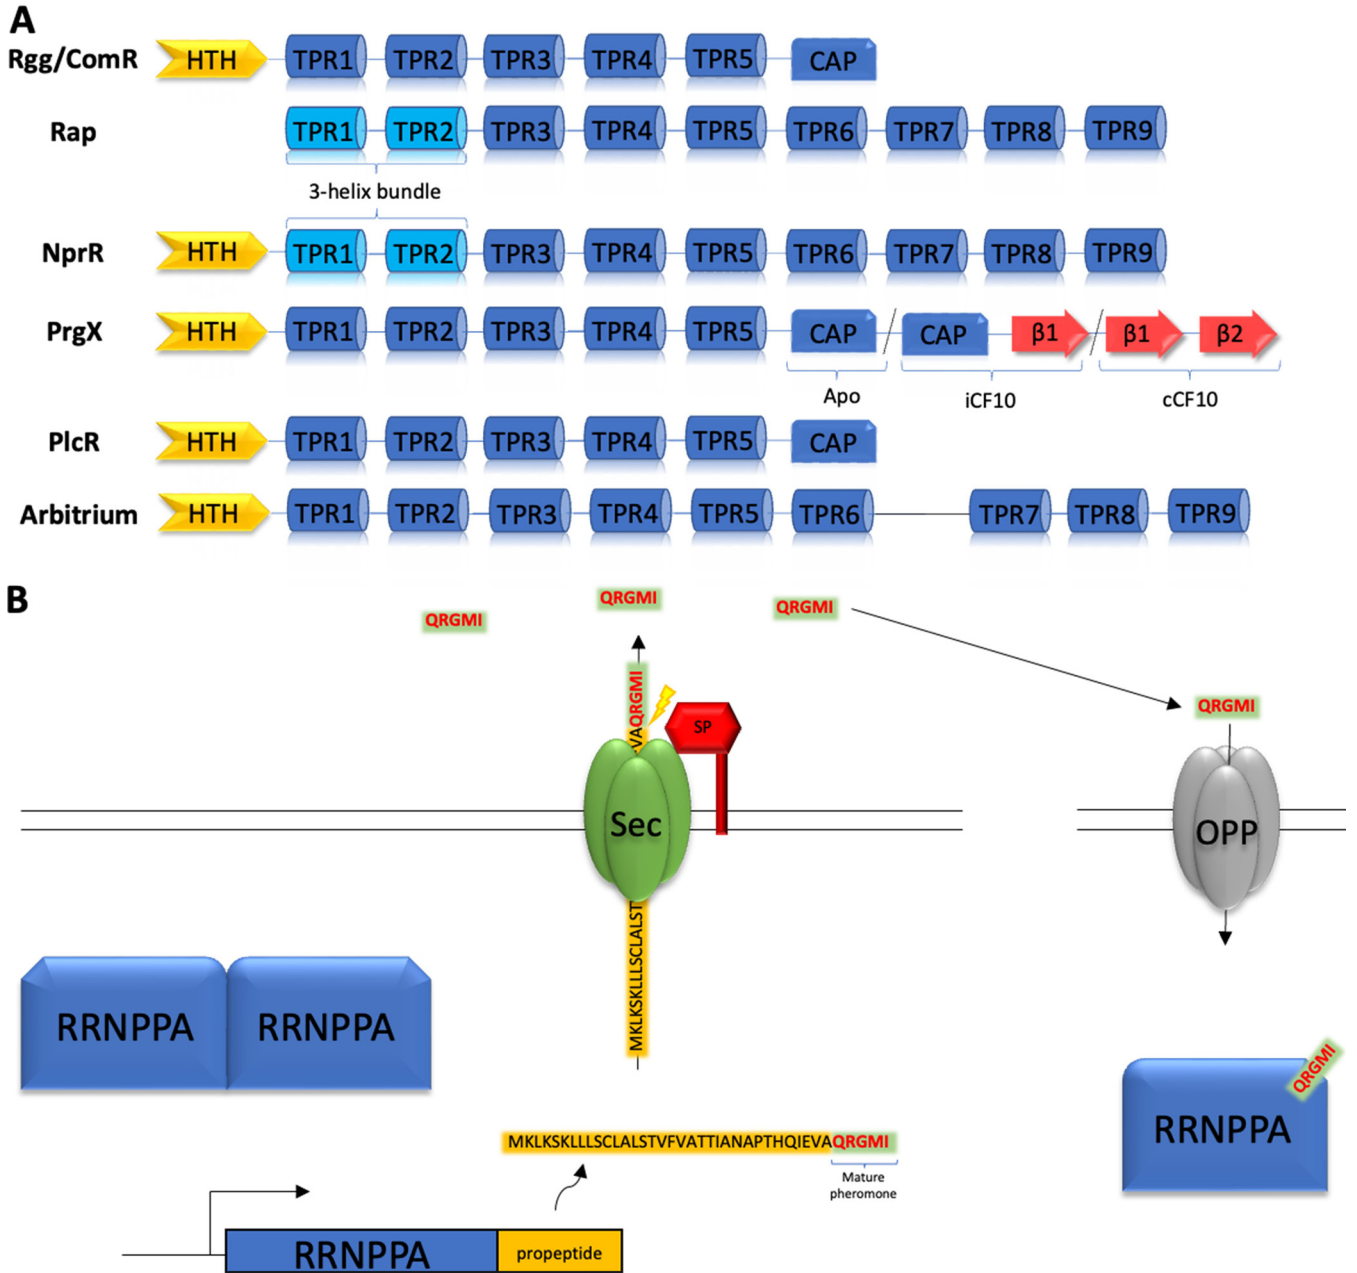 A
Rgg/ComR HTH TPR1 TPR2 TPR3 TPR4 TPR5 CAP
Rap TPR1 TPR2 TPR3 TPR4 TPR5 TPR6 TPR7 TPR8 TPR9
3-helix bundle
NprR HTH TPR1 TPR2 TPR3 TPR4 TPR5 TPR6 TPR7 TPR8 TPR9
PrgX HTH TPR1 TPR2 TPR3 TPR4 TPR5 CAP / CAP β1 / β1 β2
Apo iCF10 cCF10
PlcR HTH TPR1 TPR2 TPR3 TPR4 TPR5 CAP
Arbitrium HTH TPR1 TPR2 TPR3 TPR4 TPR5 TPR6 TPR7 TPR8 TPR9
B
QRGMI
QRGMI
QRGMI
VAQRGMI
SP
QRGMI
Sec
OPP
MKLKSKLLLSCLALST
RRNPPA RRNPPA
QRGMI
RRNPPA
MKLKSKLLLSCLALSTVFVATTIANAPTHQIEVAQRGMI
Mature
pheromone
RRNPPA propeptide